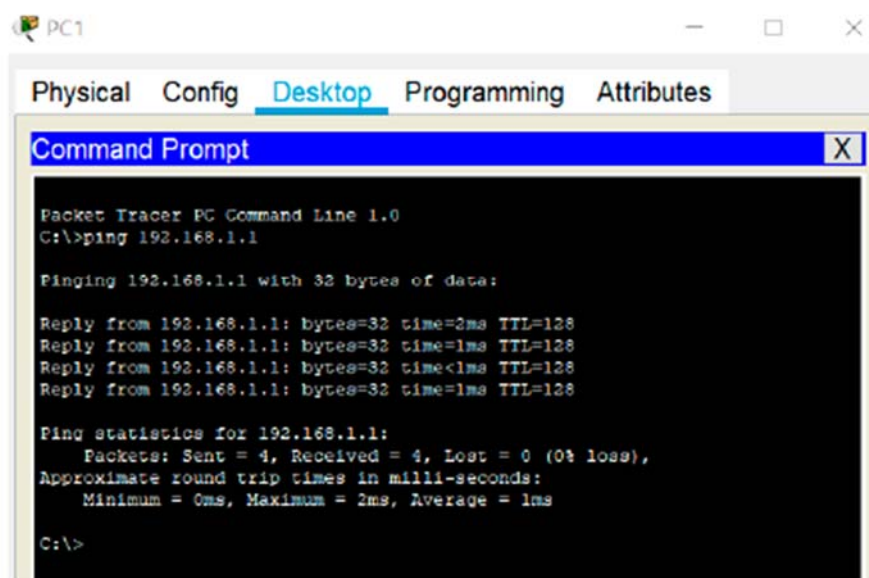 PC1
Physical Config Desktop Programming Attributes
Command Prompt X
Packet Tracer PC Command Line 1.0
C:\>ping 192.168.1.1
Pinging 192.168.1.1 with 32 bytes of data:
Reply from 192.168.1.1: bytes=32 time=2ms TTL=128
Reply from 192.168.1.1: bytes=32 time=1ms TTL=128
Reply from 192.168.1.1: bytes=32 time<1ms TTL=128
Reply from 192.168.1.1: bytes=32 time=1ms TTL=128
Ping statistics for 192.168.1.1:
Packets: Sent = 4, Received = 4, Lost = 0 (0% loss),
Approximate round trip times in milli-seconds:
Minimum = 0ms, Maximum = 2ms, Average = 1ms
C:\>